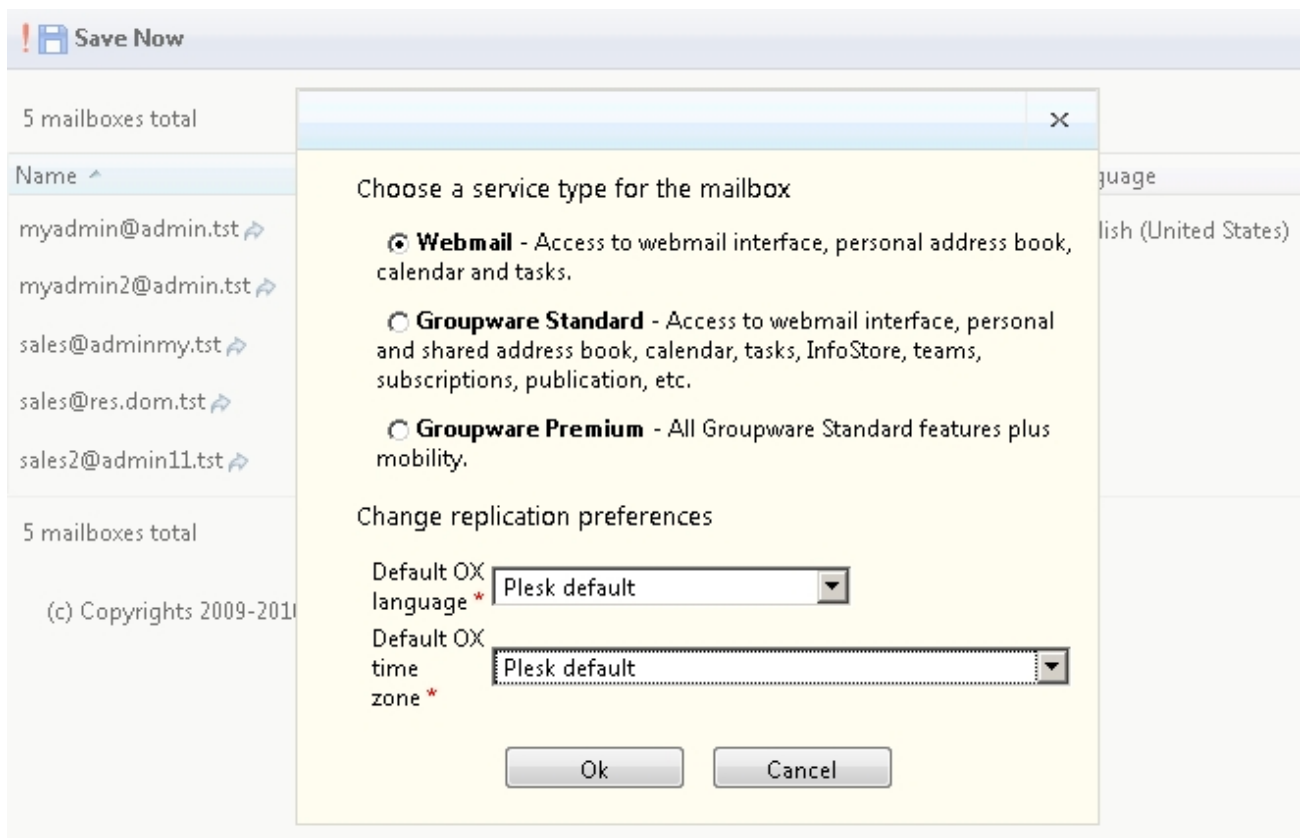 ! Save Now
5 mailboxes total
Name
guage
myadmin@admin.tst
lish (United States)
myadmin2@admin.tst
sales@adminmy.tst
sales@res.dom.tst
sales2@admin11.tst
5 mailboxes total
(c) Copyrights 2009-201
Choose a service type for the mailbox
Webmail - Access to webmail interface, personal address book,
calendar and tasks.
Groupware Standard - Access to webmail interface, personal
and shared address book, calendar, tasks, InfoStore, teams,
subscriptions, publication, etc.
Groupware Premium - All Groupware Standard features plus
mobility.
Change replication preferences
Default OX
language *
Plesk default
Default OX
time
zone *
Plesk default
Ok
Cancel